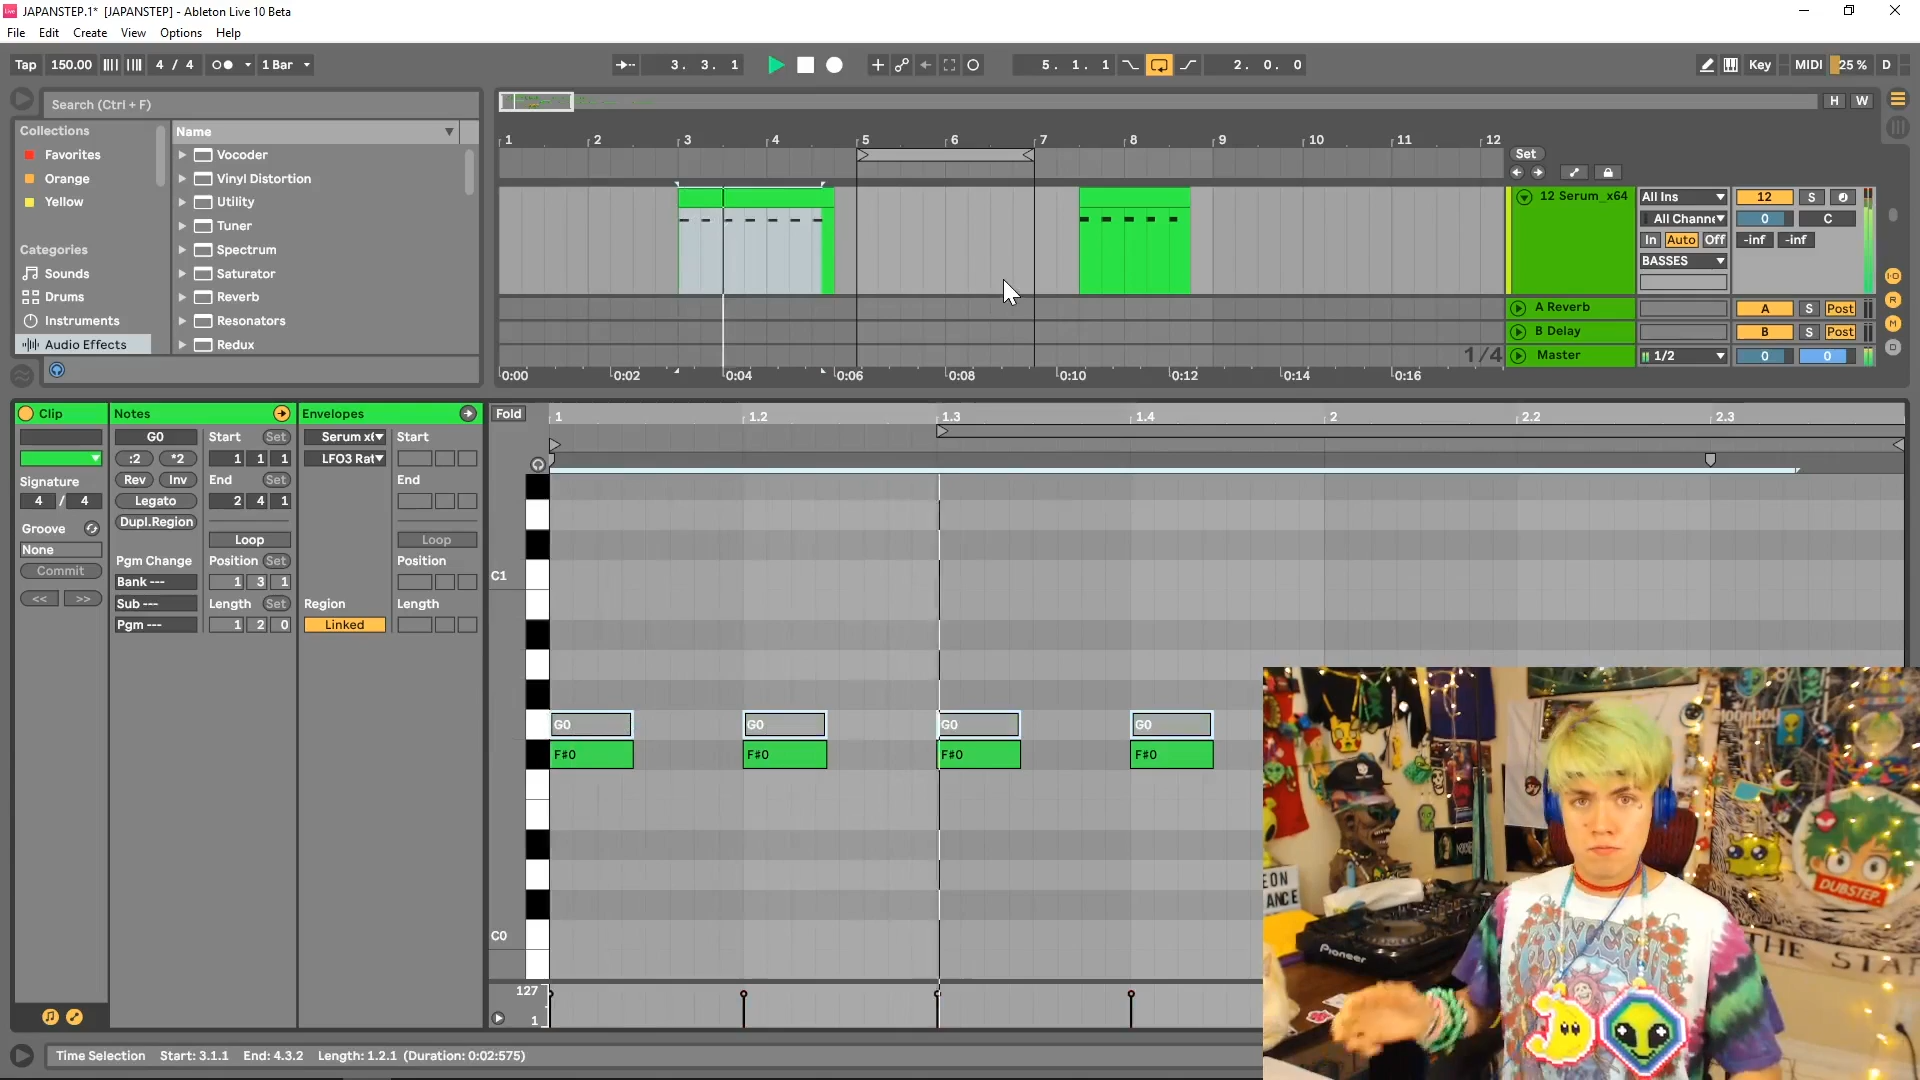 JAPANSTEP.1* [JAPANSTEP] - Ableton Live 10 Beta
File Edit Create View Options Help
Tap 150.00 4 / 4 1 Bar 3. 3. 1 5. 1. 1 2. 0. 0 Key MIDI 25 % D
Search (Ctrl + F)
H W
Collections
Favorites
Orange
Yellow
Categories
Sounds
Drums
Instruments
Audio Effects
Name
Vocoder
Vinyl Distortion
Utility
Tuner
Spectrum
Saturator
Reverb
Resonators
Redux
1 2 3 4 5 6 7 8 9 10 11 12
Set
12 Serum_x64 All Ins 12 S
All Channe 0 C
In Auto Off -inf -inf
BASSES
A Reverb A S Post
B Delay B S Post
1/4 Master 1/2 0 0
0:00 0:02 0:04 0:06 0:08 0:10 0:12 0:14 0:16
I·O
R
M
D
Clip
Signature
4 / 4
Groove
None
Commit
<< >>
Notes
G0 Start Set
:2 *2 1 1 1
Rev Inv End Set
Legato 2 4 1
Dupl.Region
Loop
Pgm Change Position Set
Bank --- 1 3 1
Sub --- Length Set
Pgm --- 1 2 0
Envelopes
Serum x6 Start
LFO3 Rat
End
Loop
Position
Region Length
Linked
Fold 1 1.2 1.3 1.4 2 2.2 2.3
C1
G0 G0 G0 G0
F#0 F#0 F#0 F#0
C0
127
1
Time Selection Start: 3.1.1 End: 4.3.2 Length: 1.2.1 (Duration: 0:02:575)
DUBSTEP
Pioneer
THE STA